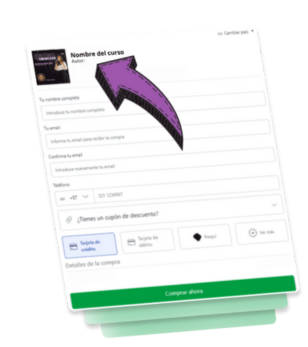 Cambiar país
Nombre del curso
Autor:
Tu nombre completo
Introduce tu nombre completo
Tu email
Informa tu email para recibir la compra
Confirma tu email
Introduce nuevamente tu email
Teléfono
+57
¿Tienes un cupón de descuento?
Tarjeta de crédito
Tarjeta de débito
Nequi
Ver más
Detalles de la compra
Comprar ahora